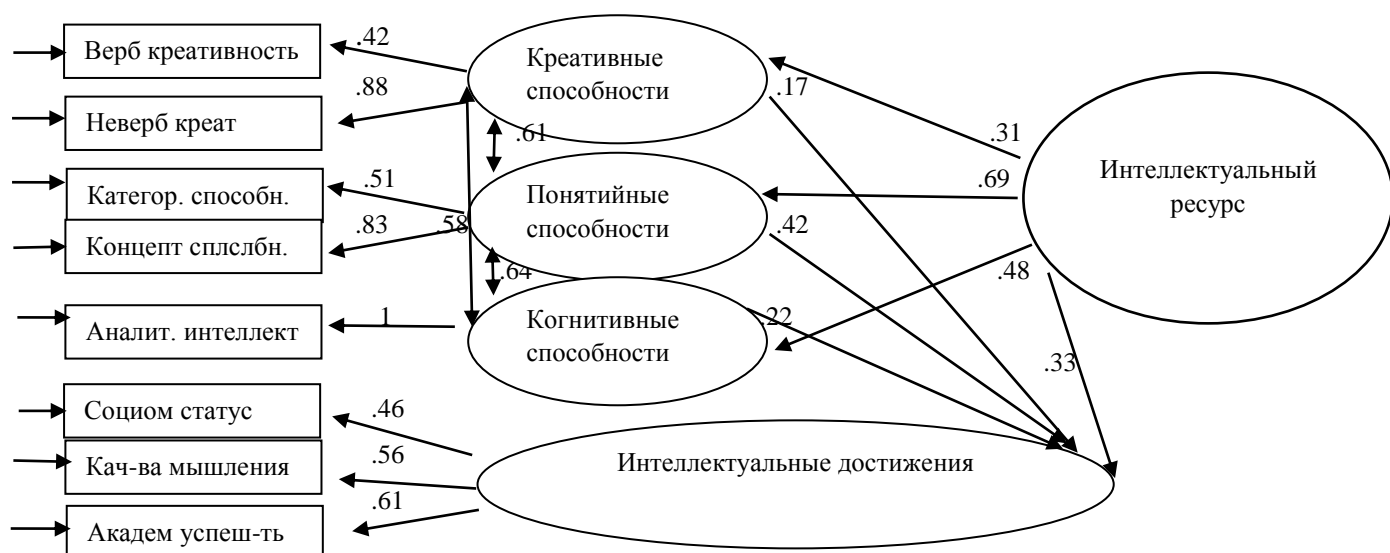 Верб креативность
.42
Креативные
способности
.17
.88
Неверб креат
.61
.31
Интеллектуальный
ресурс
.69
Категор. способн.
.51
Понятийные
способности
.83
.58
.42
Концепт сплслбн.
.64
.48
Аналит. интеллект
1
Когнитивные
способности
.22
.33
Социом статус
.46
Кач-ва мышления
.56
Интеллектуальные достижения
.61
Академ успеш-ть